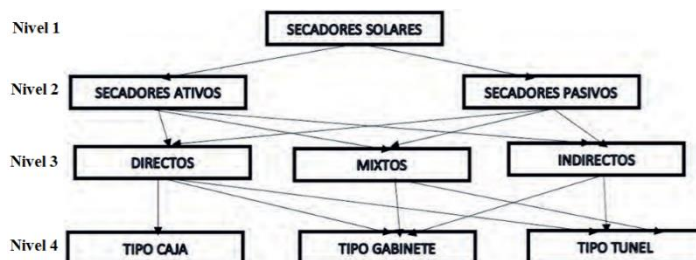 Nivel 1
SECADORES SOLARES
Nivel 2
SECADORES ATIVOS
SECADORES PASIVOS
Nivel 3
DIRECTOS
MIXTOS
INDIRECTOS
Nivel 4
TIPO CAJA
TIPO GABINETE
TIPO TUNEL